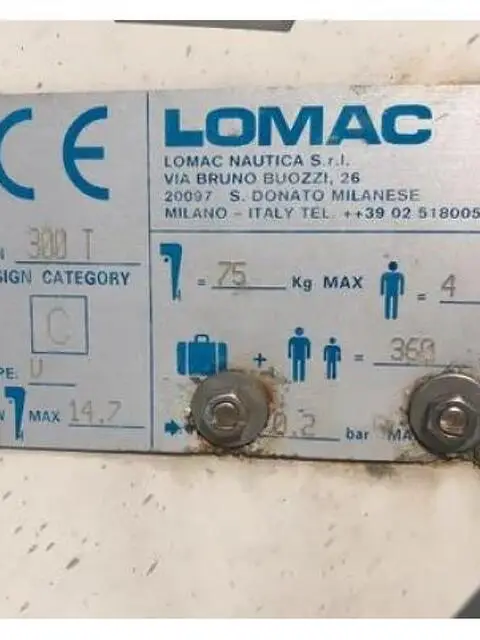 CE
LOMAC
LOMAC NAUTICA S.r.l.
VIA BRUNO BUOZZI, 26
20097 S. DONATO MILANESE
MILANO - ITALY TEL. ++39 02 518005
300 T
SIGN CATEGORY
C
PE: U
MAX 14.7
= 75 Kg MAX = 4
+ = 360
0.2 bar MA